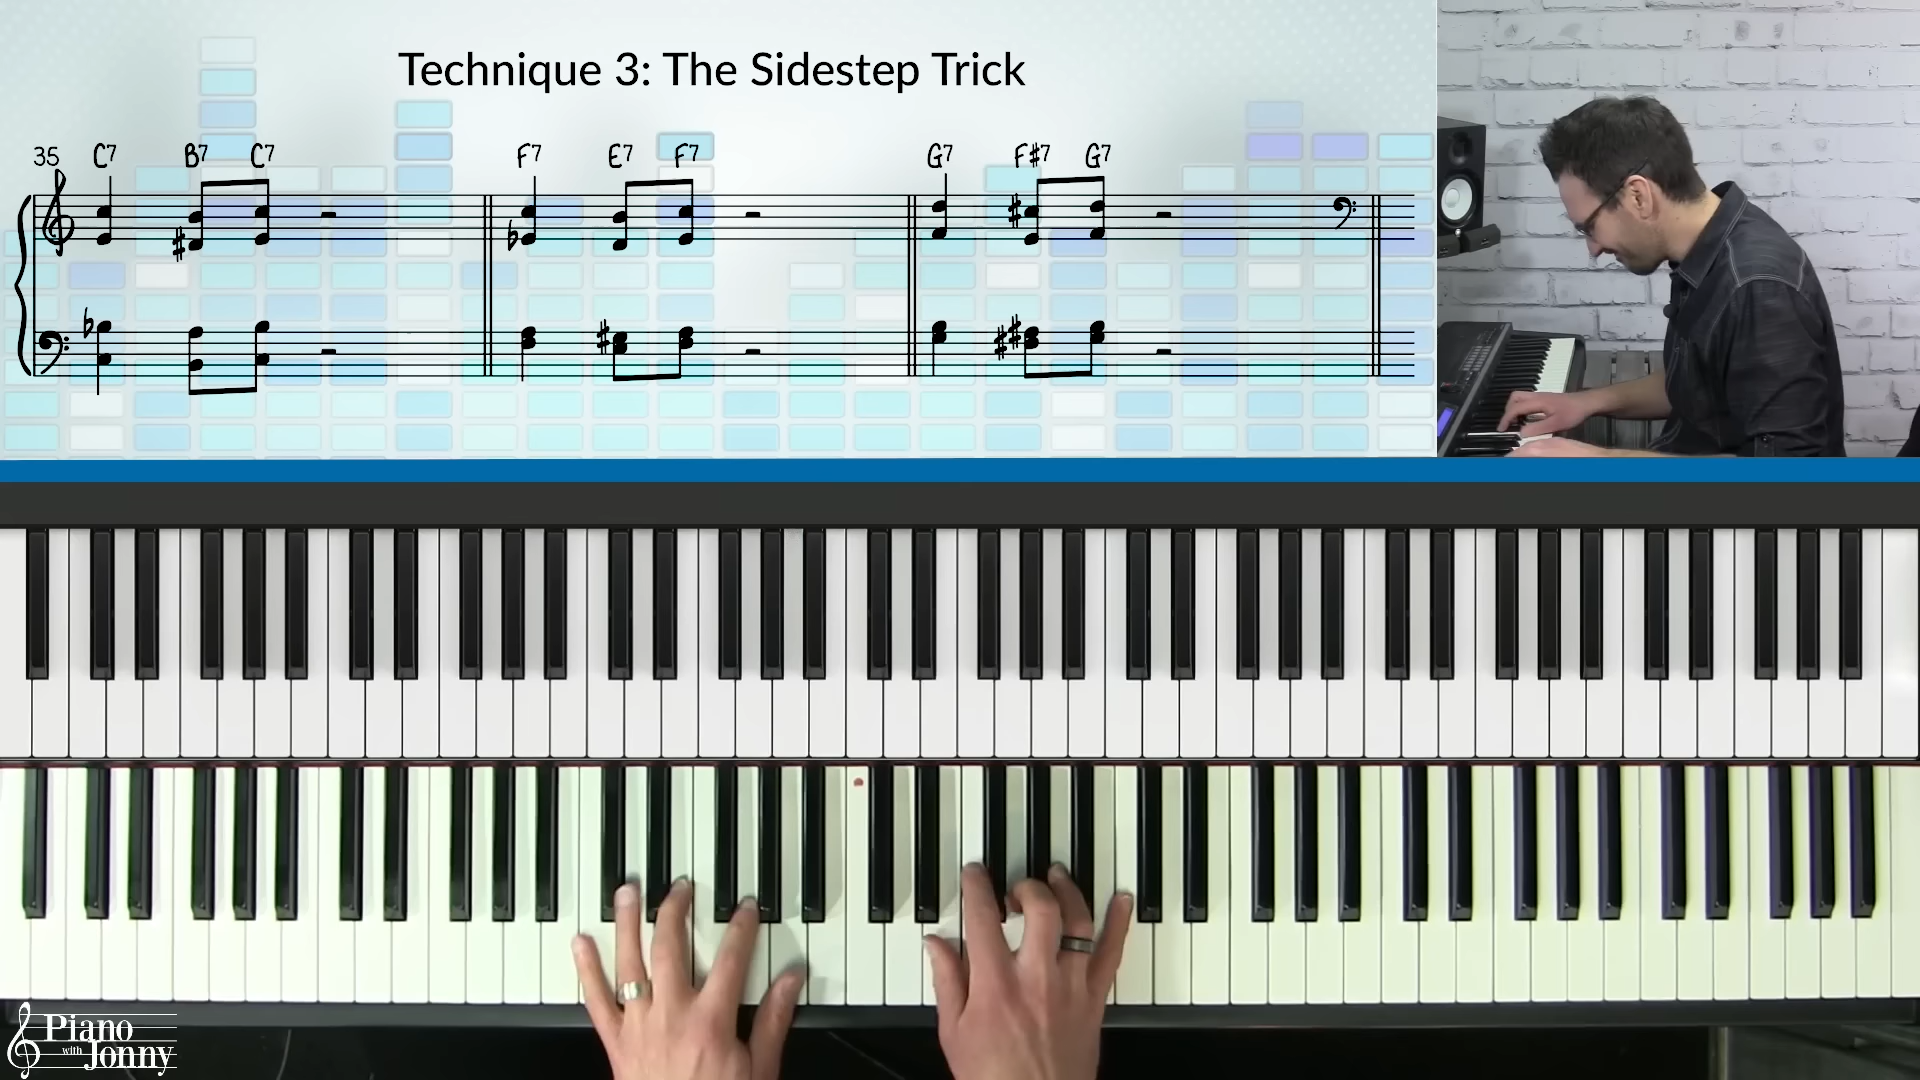 Technique 3: The Sidestep Trick
35 C7 B7 C7 F7 E7 F7 G7 F#7 G7
Piano
with Jonny